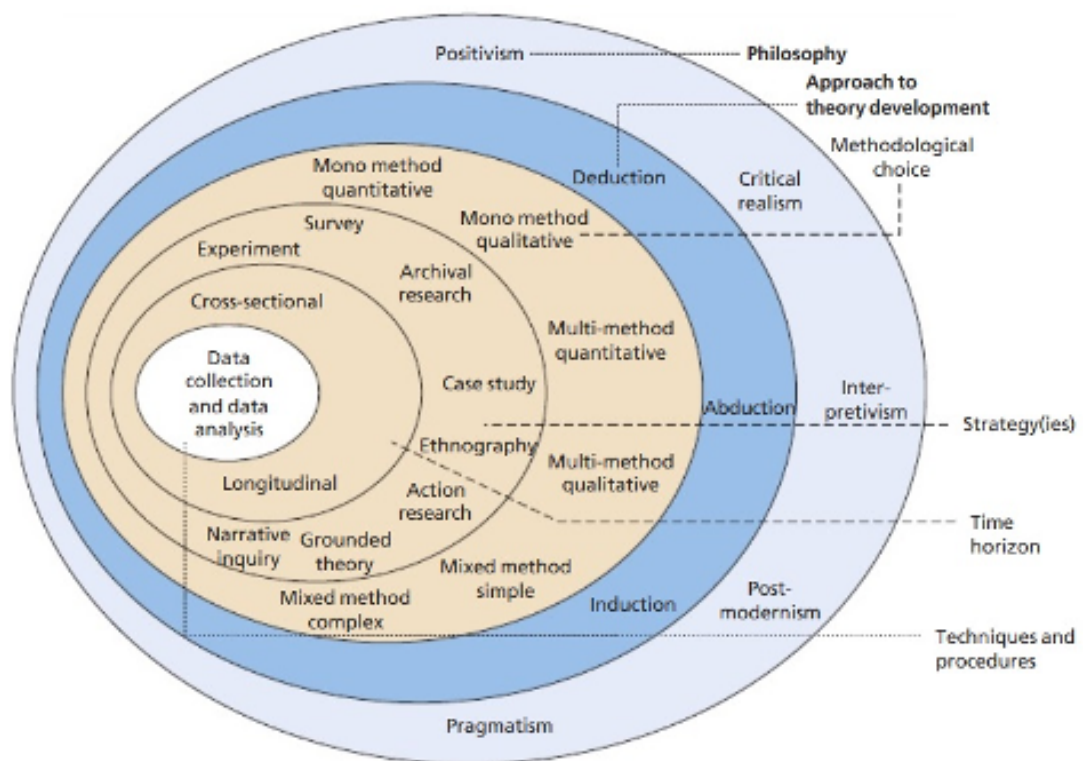 Positivism
Philosophy
Approach to
theory development
Methodological
choice
Deduction
Critical
realism
Mono method
quantitative
Mono method
qualitative
Survey
Experiment
Archival
research
Cross-sectional
Multi-method
quantitative
Data
collection
and data
analysis
Case study
Abduction
Inter-
pretivism
Strategy(ies)
Ethnography
Multi-method
qualitative
Longitudinal
Action
research
Time
horizon
Narrative
inquiry
Grounded
theory
Mixed method
simple
Mixed method
complex
Induction
Post-
modernism
Techniques and
procedures
Pragmatism